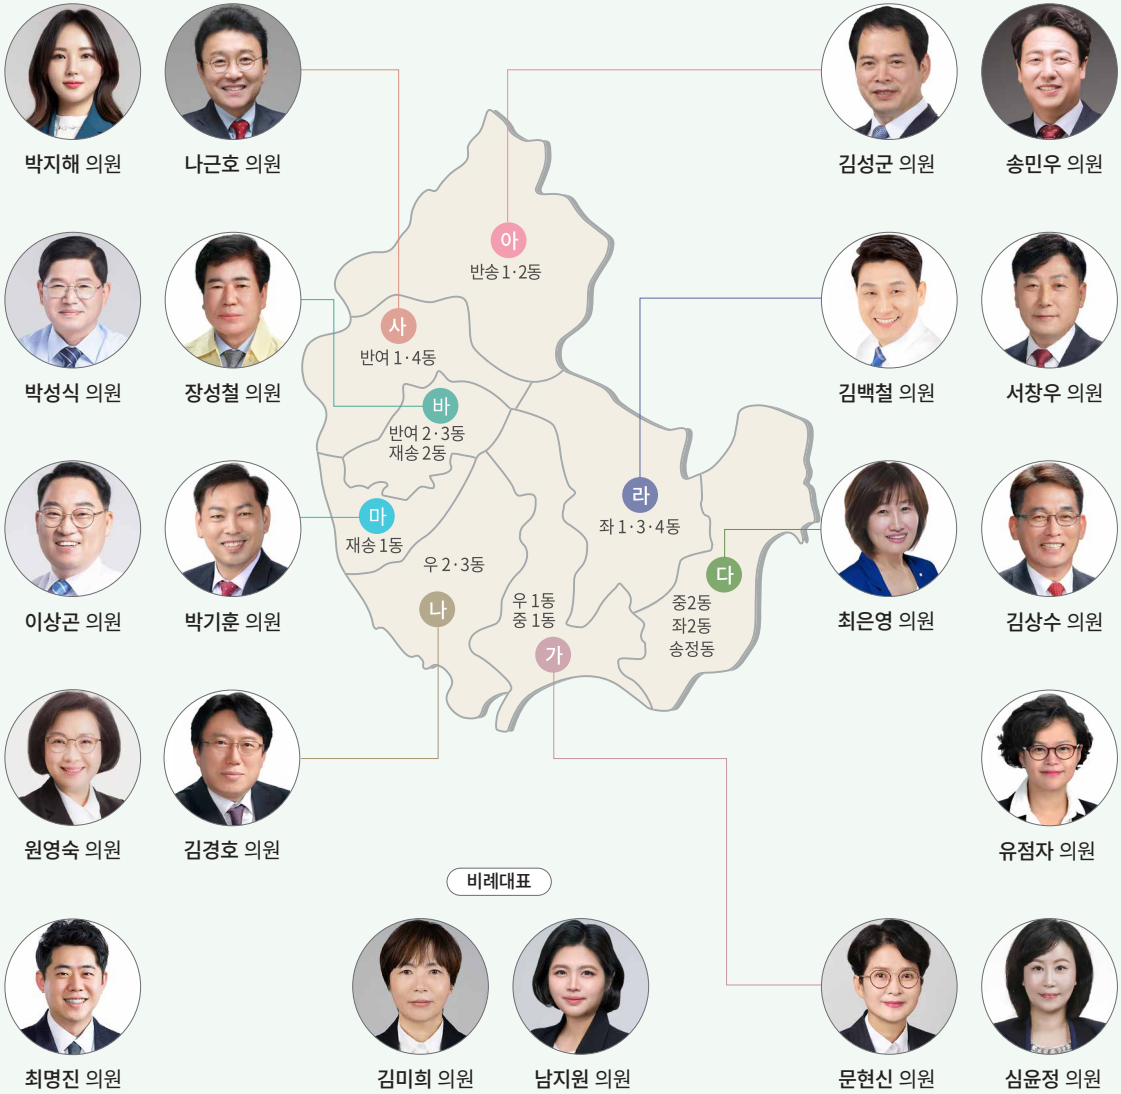 박지해 의원
나근호 의원
김성군 의원
송민우 의원
아
반송 1·2동
사
반여 1·4동
박성식 의원
장성철 의원
김백철 의원
서창우 의원
바
반여 2·3동
재송 2동
라
좌 1·3·4동
마
재송 1동
우 2·3동
나
우 1동
중 1동
가
다
중2동
좌2동
송정동
이상곤 의원
박기훈 의원
최은영 의원
김상수 의원
원영숙 의원
김경호 의원
유점자 의원
비례대표
최명진 의원
김미희 의원
남지원 의원
문현신 의원
심윤정 의원